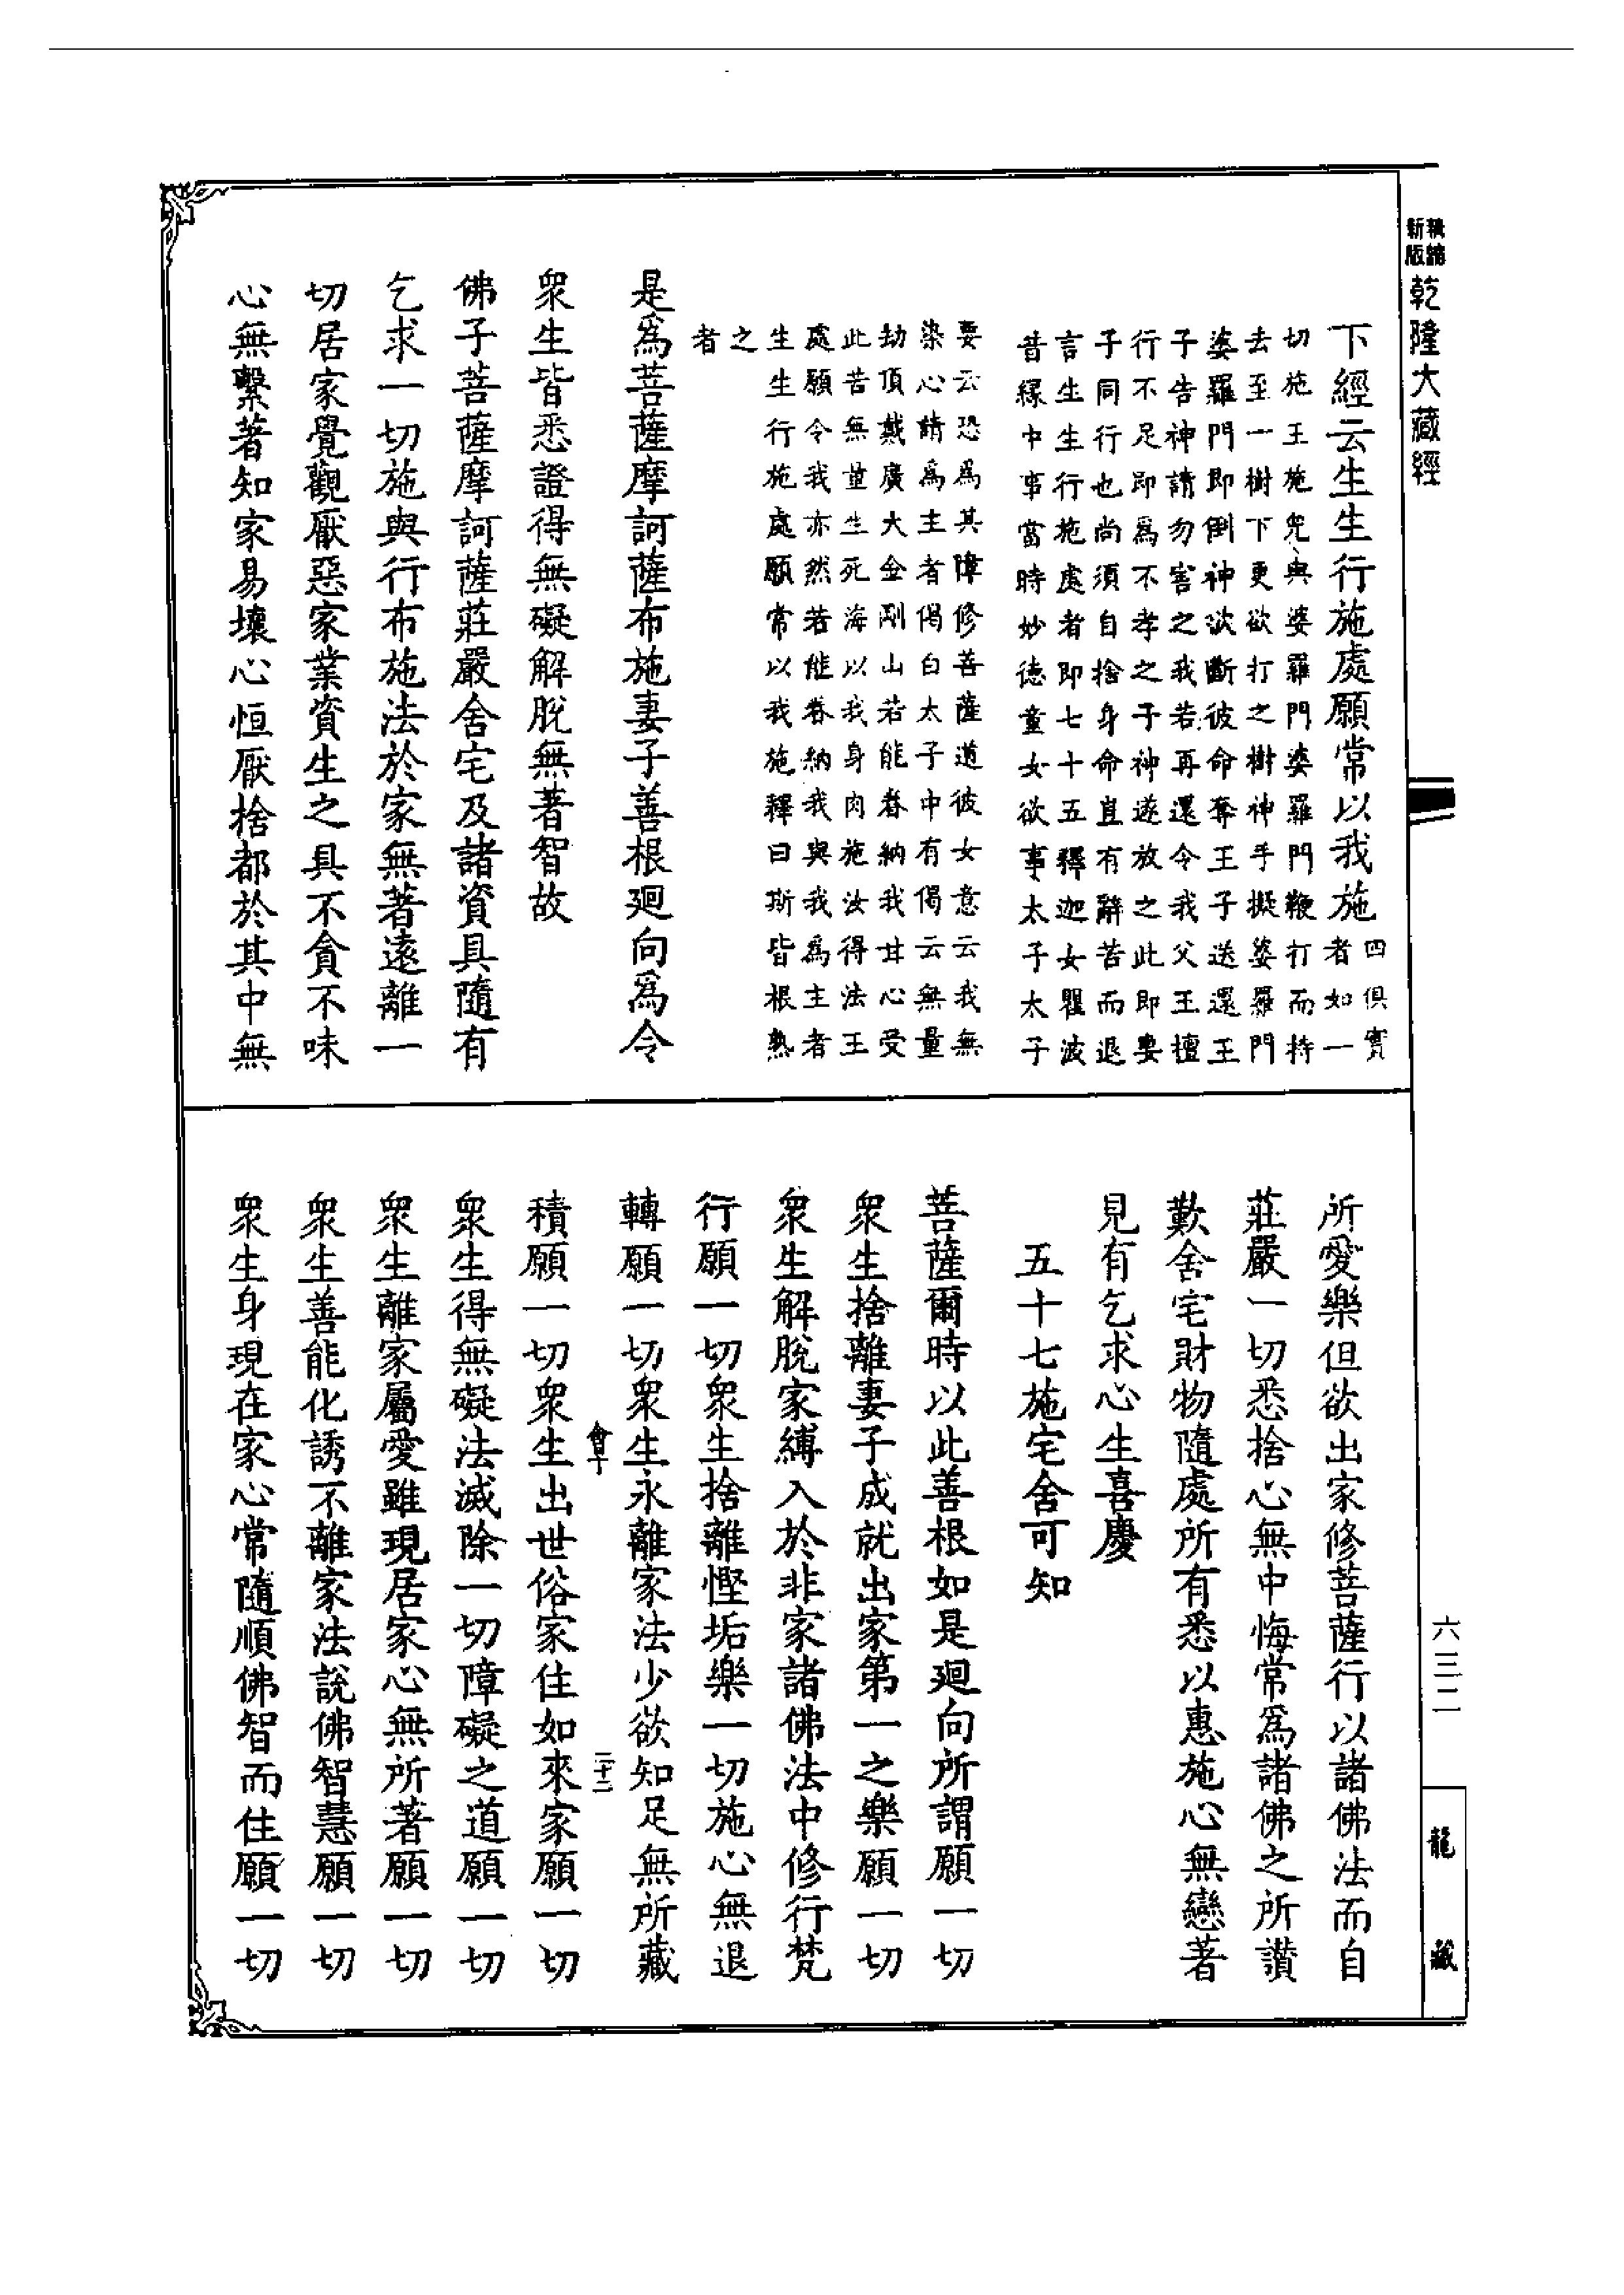 乾隆大藏經
下經云生生行施處願常以我施
四俱實
者如一
切施王施兜與婆羅門婆羅門鞭打而持
去至一樹下更欲打之樹神手擬婆羅門
婆羅門即倒神欲斷彼命奪王子送還王
子告神請勿害之我若再還令我父王檀
行不足即爲不孝之子神遂放之此即妻
子同行也尚須自捨身命豈有辭苦而退
言生生行施處者即七十五釋迦女瞿波
昔緣中事當時妙德童女欲事太子太子
要云恐爲其障修菩薩道彼女意云我無
染心請爲主者偈白太子中有偈云無量
劫頂戴廣大金剛山若能眷納我甘心受
此苦無量生死海以我身肉施汝得法王
處願令我亦然若能眷納我與我爲主者
生生行施處願常以我施釋曰斯皆根熟
之
者
是爲菩薩摩訶薩布施妻子善根迴向爲令
衆生皆悉證得無礙解脫無著智故
佛子菩薩摩訶薩莊嚴舍宅及諸資具隨有
乞求一切施與行布施法於家無著遠離一
切居家覺觀厭惡家業資生之具不貪不味
心無繫著知家易壞心恒厭捨都於其中無
所愛樂但欲出家修菩薩行以諸佛法而自
莊嚴一切悉捨心無中悔常爲諸佛之所讚
歎舍宅財物隨處所有悉以惠施心無戀著
見有乞求心生喜慶
五十七施宅舍可知
菩薩爾時以此善根如是迴向所謂願一切
衆生捨離妻子成就出家第一之樂願一切
衆生解脫家縛入於非家諸佛法中修行梵
行願一切衆生捨離慳垢樂一切施心無退
轉願一切衆生永離家法少欲知足無所藏
積願一切衆生出世俗家住如來家願一切
衆生得無礙法滅除一切障礙之道願一切
衆生離家屬愛雖現居家心無所著願一切
衆生善能化誘不離家法說佛智慧願一切
衆生身現在家心常隨順佛智而住願一切
六三二
龍藏